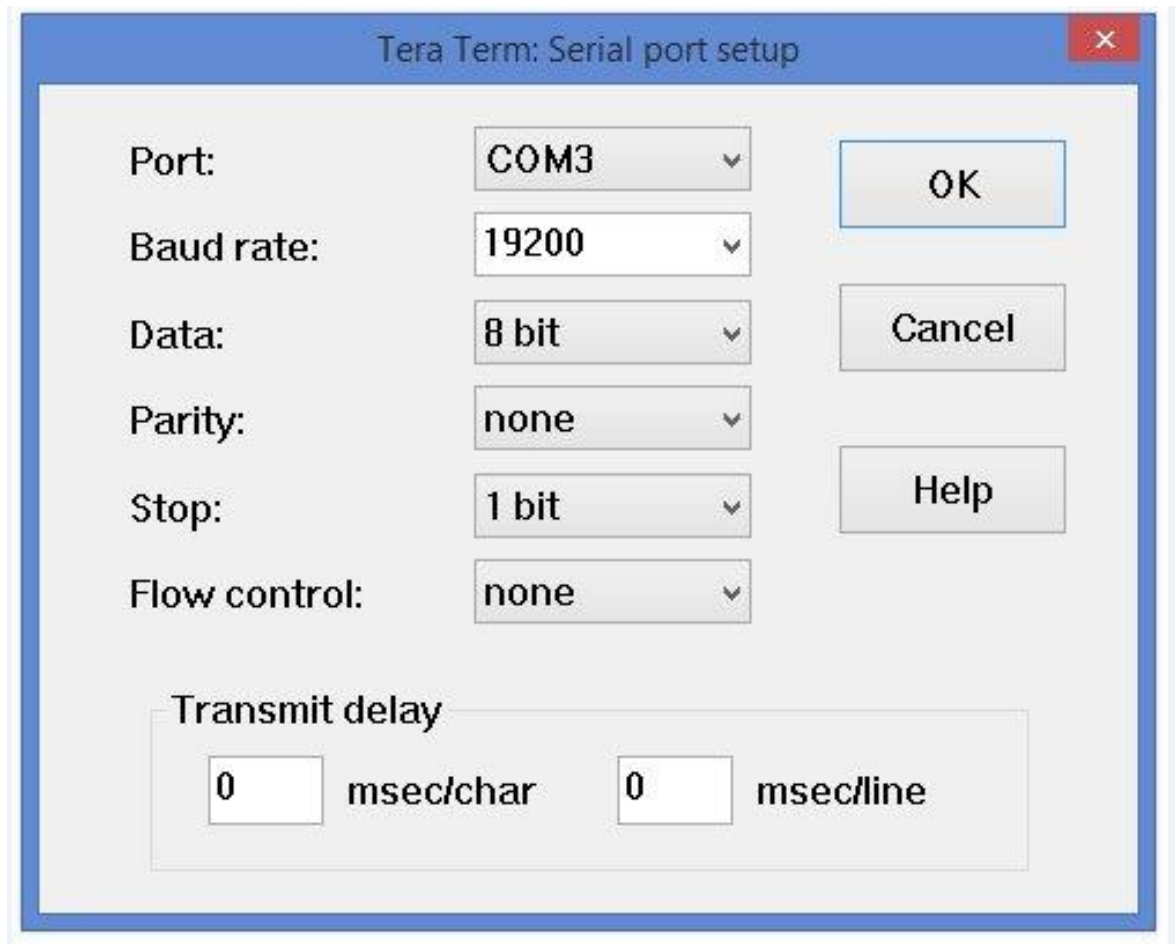 Tera Term: Serial port setup
Port: COM3 OK
Baud rate: 19200
Data: 8 bit Cancel
Parity: none
Stop: 1 bit Help
Flow control: none
Transmit delay
0 msec/char 0 msec/line